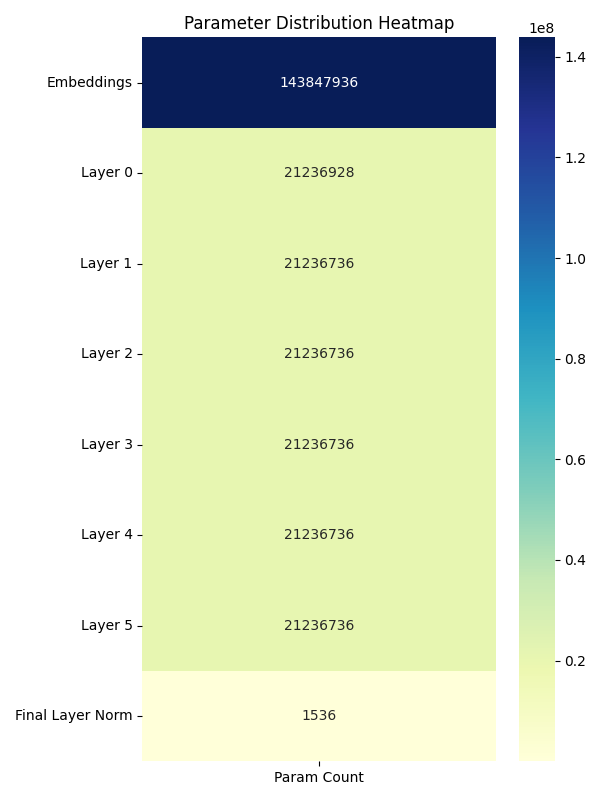 Parameter Distribution Heatmap
1e8
Embeddings 143847936 1.4
Layer 0 21236928 1.2
Layer 1 21236736 1.0
Layer 2 21236736 0.8
Layer 3 21236736 0.6
Layer 4 21236736 0.4
Layer 5 21236736 0.2
Final Layer Norm 1536
Param Count